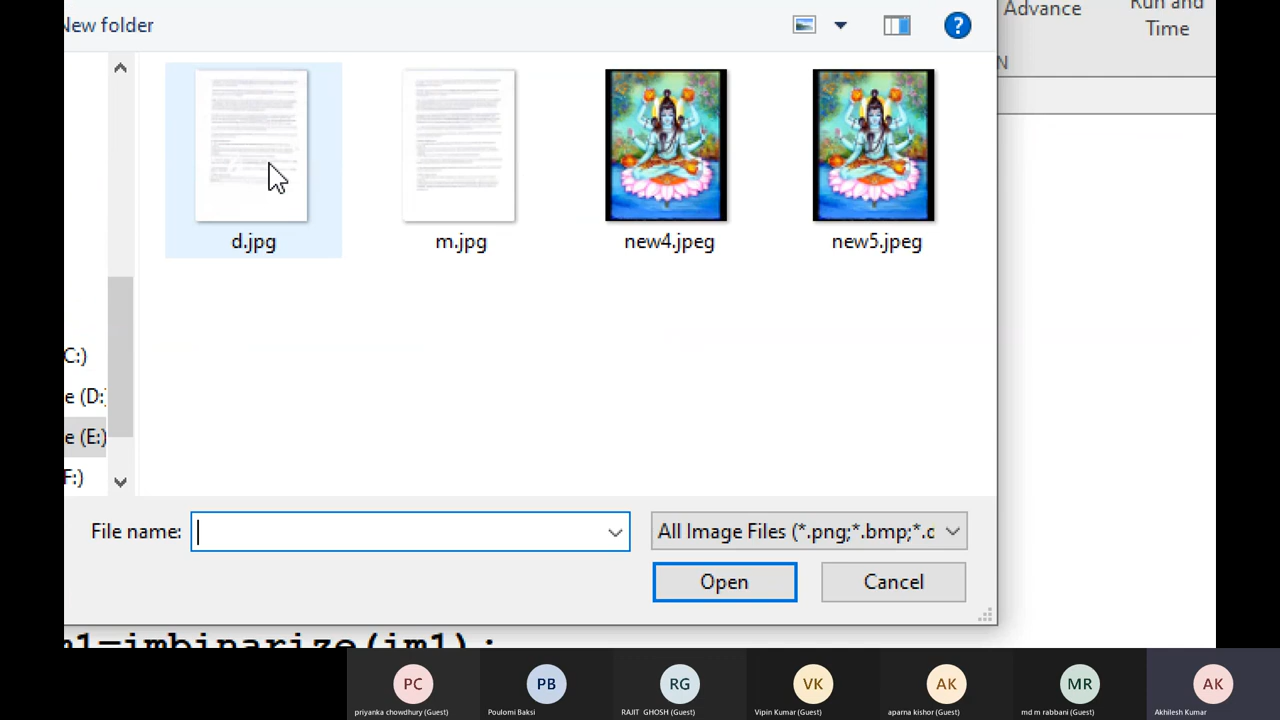 New folder
Advance
Run and
Time
N
?
d.jpg
m.jpg
new4.jpeg
new5.jpeg
C:)
e (D:
e (E:)
F:)
File name:
All Image Files (*.png;*.bmp;*.c
Open
Cancel
m1=imbinarize(im1);
PC
PB
RG
VK
AK
MR
AK
priyanka chowdhury (Guest)
Poulomi Baksi
RAJIT GHOSH (Guest)
Vipin Kumar (Guest)
aparna kishor (Guest)
md m rabbani (Guest)
Akhilesh Kumar